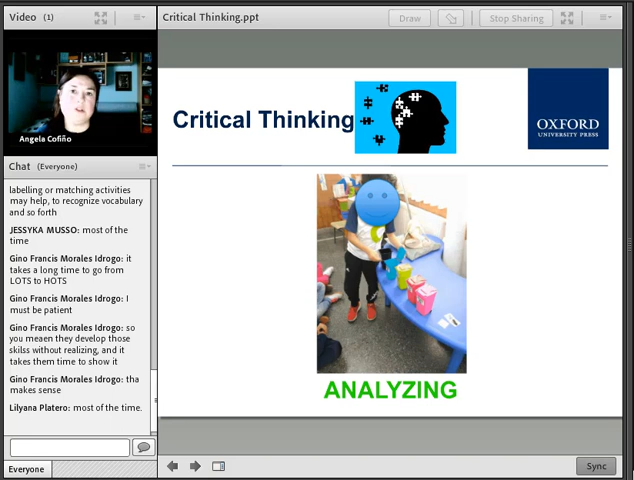 Video (1)
Angela Cofiño
Chat (Everyone)
labelling or matching activities
may help, to recognize vocabulary
and so forth
JESSYKA MUSSO: most of the
time
Gino Francis Morales Idrogo: it
takes a long time to go from
LOTS to HOTS
Gino Francis Morales Idrogo: I
must be patient
Gino Francis Morales Idrogo: so
you meaen they develop those
skilss without realizing, and it
takes them time to show it
Gino Francis Morales Idrogo: tha
makes sense
Lilyana Platero: most of the time.
Everyone
Critical Thinking.ppt
Draw
Stop Sharing
Critical Thinking
OXFORD
UNIVERSITY PRESS
ANALYZING
Sync